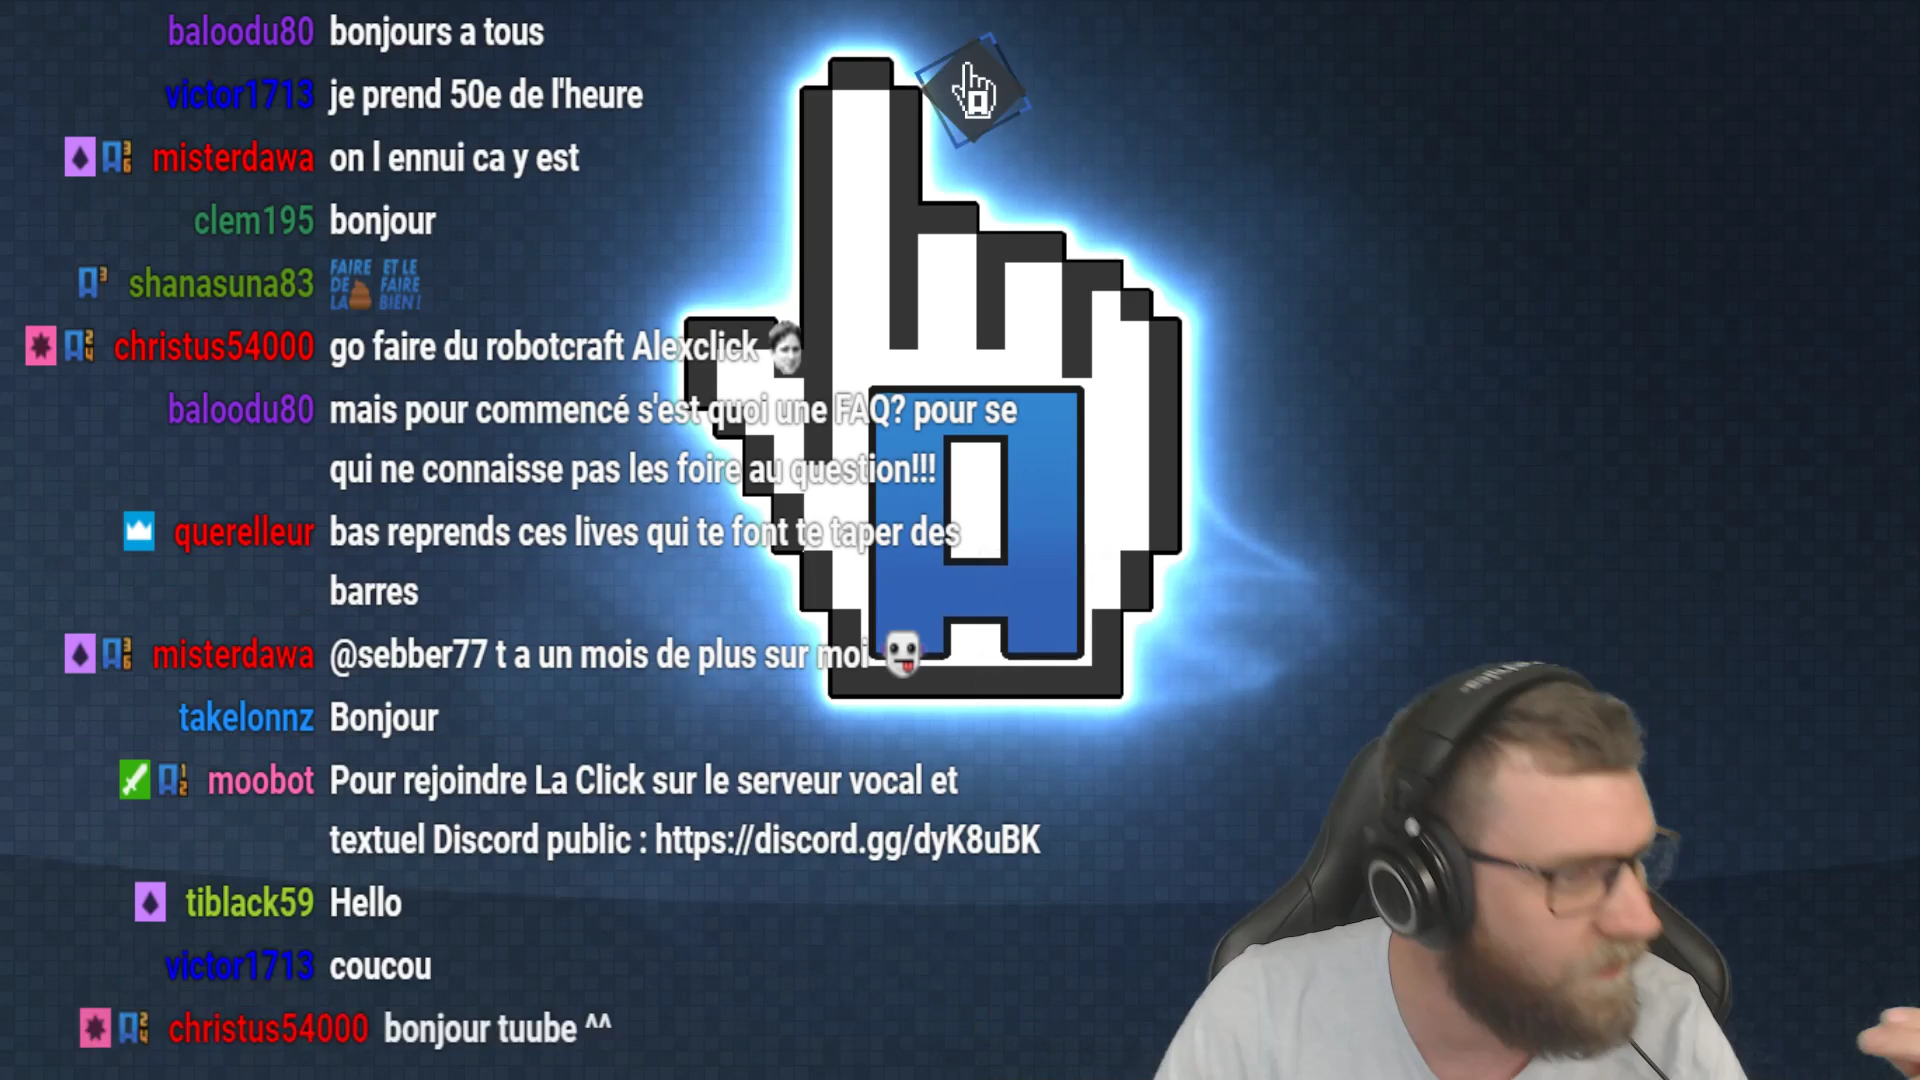 baloodu80 bonjours a tous
victor1713 je prend 50e de l'heure
misterdawa on l ennui ca y est
clem195 bonjour
shanasuna83 FAIRE DE LA ET LE FAIRE BIEN!
christus54000 go faire du robotcraft Alexclick
baloodu80 mais pour commencé s'est quoi une FAQ? pour se
qui ne connaisse pas les foire au question!!!
querelleur bas reprends ces lives qui te font te taper des
barres
misterdawa @sebber77 t a un mois de plus sur moi
takelonnz Bonjour
moobot Pour rejoindre La Click sur le serveur vocal et
textuel Discord public : https://discord.gg/dyK8uBK
tiblack59 Hello
victor1713 coucou
christus54000 bonjour tuube ^^